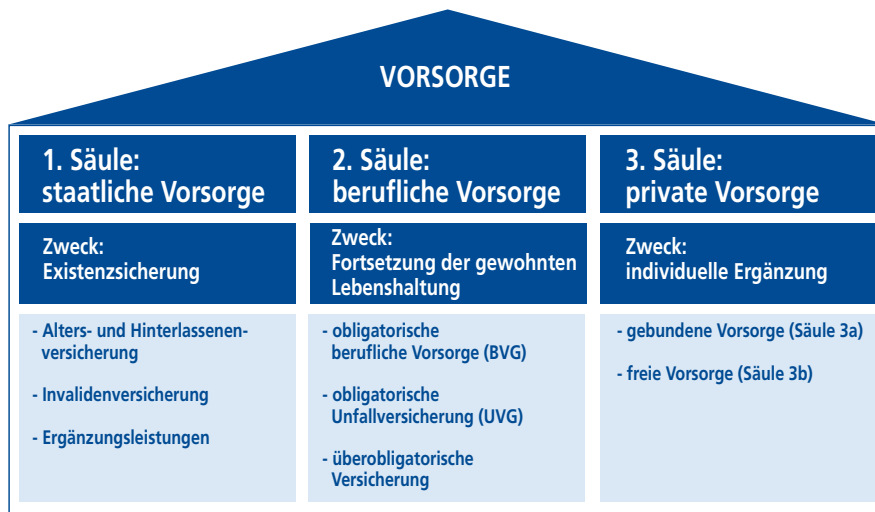 VORSORGE
1. Säule:
staatliche Vorsorge
Zweck:
Existenzsicherung
- Alters- und Hinterlassenen-
versicherung
- Invalidenversicherung
- Ergänzungsleistungen
2. Säule:
berufliche Vorsorge
Zweck:
Fortsetzung der gewohnten
Lebenshaltung
- obligatorische
berufliche Vorsorge (BVG)
- obligatorische
Unfallversicherung (UVG)
- überobligatorische
Versicherung
3. Säule:
private Vorsorge
Zweck:
individuelle Ergänzung
- gebundene Vorsorge (Säule 3a)
- freie Vorsorge (Säule 3b)